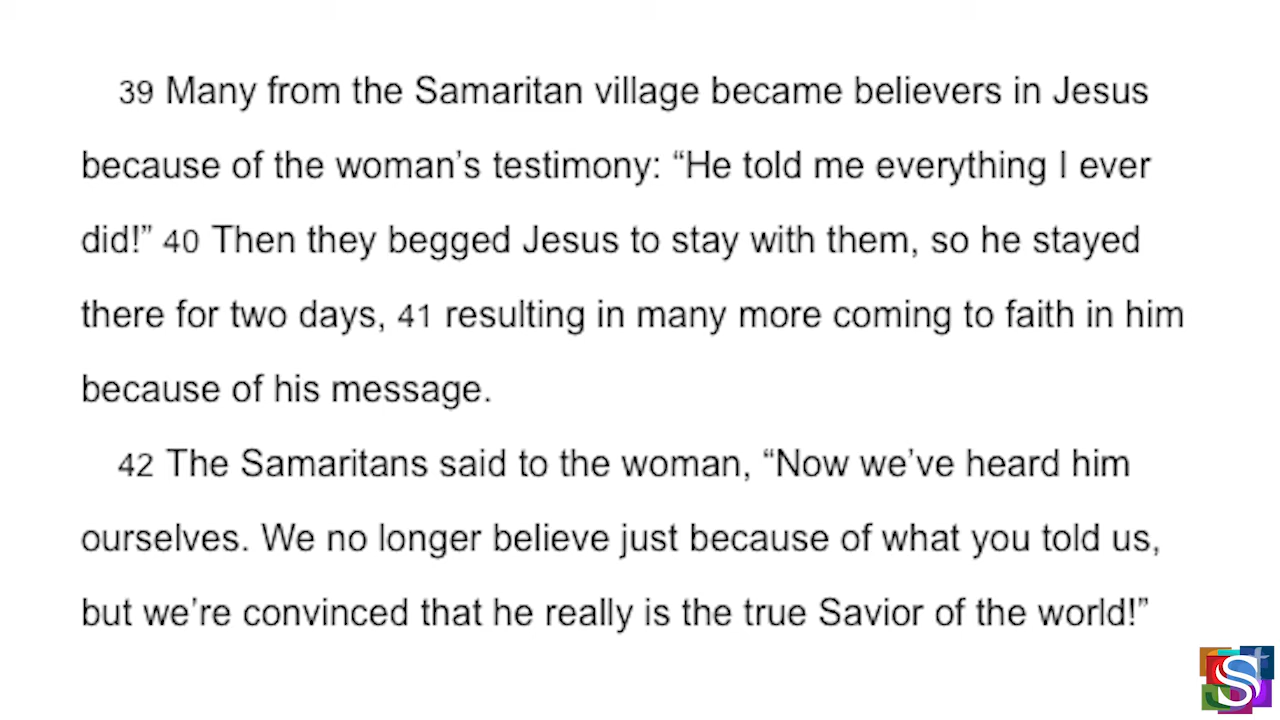 39 Many from the Samaritan village became believers in Jesus
because of the woman’s testimony: “He told me everything I ever
did!” 40 Then they begged Jesus to stay with them, so he stayed
there for two days, 41 resulting in many more coming to faith in him
because of his message.
42 The Samaritans said to the woman, “Now we’ve heard him
ourselves. We no longer believe just because of what you told us,
but we’re convinced that he really is the true Savior of the world!”